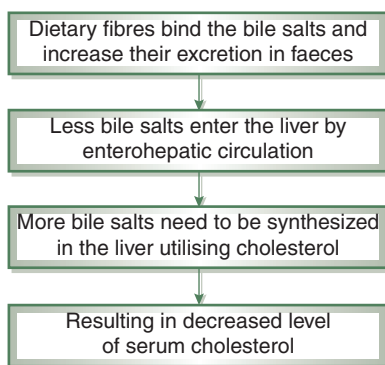 Dietary fibres bind the bile salts and
increase their excretion in faeces
Less bile salts enter the liver by
enterohepatic circulation
More bile salts need to be synthesized
in the liver utilising cholesterol
Resulting in decreased level
of serum cholesterol